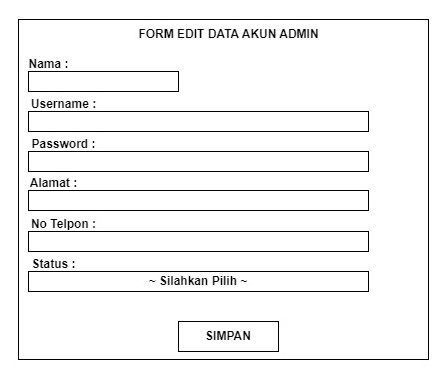 FORM EDIT DATA AKUN ADMIN
Nama :
Username :
Password :
Alamat :
No Telpon :
Status :
~ Silahkan Pilih ~
SIMPAN